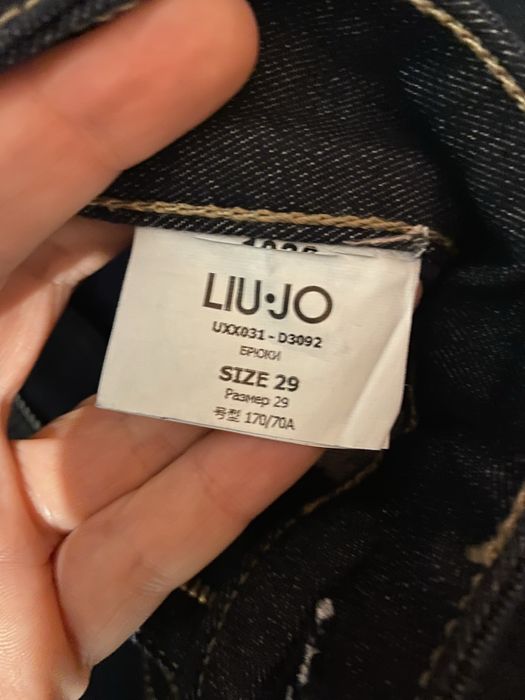 LIU·JO
UXX031-D3092
БРЮКИ
SIZE 29
Размер 29
号型 170/70A